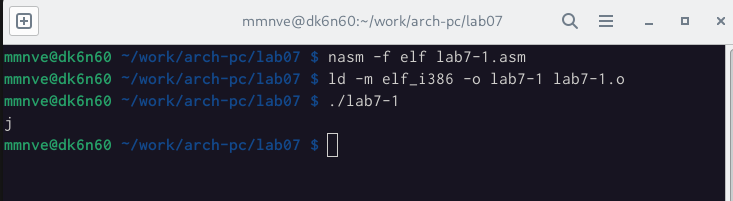 mmnve@dk6n60:~/work/arch-pc/lab07
mmnve@dk6n60 ~/work/arch-pc/lab07 $ nasm -f elf lab7-1.asm
mmnve@dk6n60 ~/work/arch-pc/lab07 $ ld -m elf_i386 -o lab7-1 lab7-1.o
mmnve@dk6n60 ~/work/arch-pc/lab07 $ ./lab7-1
j
mmnve@dk6n60 ~/work/arch-pc/lab07 $